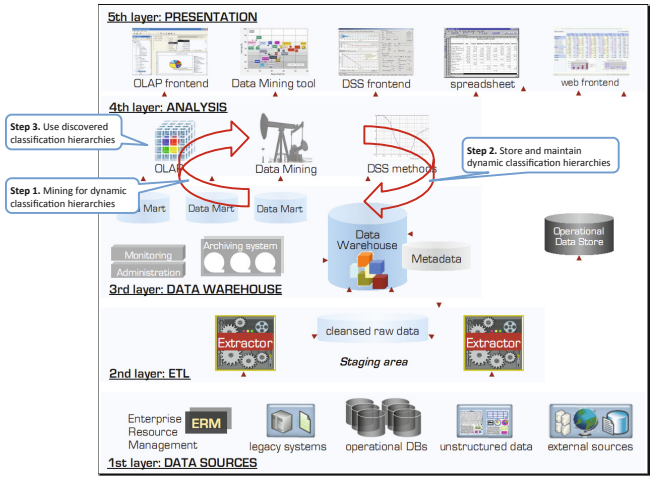 5th layer: PRESENTATION
OLAP frontend
Data Mining tool
DSS frontend
spreadsheet
web frontend
4th layer: ANALYSIS
Step 3. Use discovered
classification hierarchies
OLAP
Data Mining
DSS methods
Step 2. Store and maintain
dynamic classification hierarchies
Step 1. Mining for dynamic
classification hierarchies
Data Mart
Data Mart
Data Mart
Data
Warehouse
Metadata
Operational
Data Store
Monitoring
Administration
Archiving system
3rd layer: DATA WAREHOUSE
Extractor
cleansed raw data
Extractor
Staging area
2nd layer: ETL
Enterprise
Resource
Management
ERM
legacy systems
operational DBs
unstructured data
external sources
1st layer: DATA SOURCES